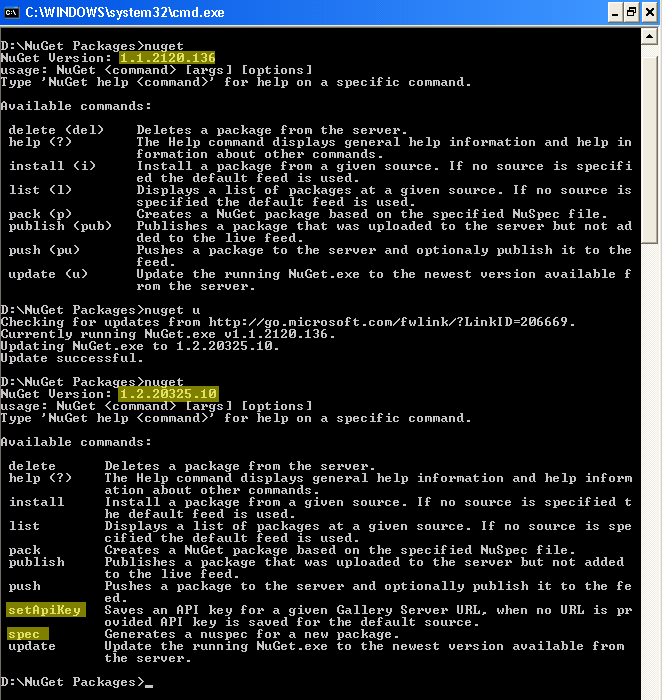 C:\WINDOWS\system32\cmd.exe
D:\NuGet Packages>nuget
NuGet Version: 1.1.2120.136
usage: NuGet <command> [args] [options]
Type 'NuGet help <command>' for help on a specific command.
Available commands:
delete (del) Deletes a package from the server.
help (?) The Help command displays general help information and help in
formation about other commands.
install (i) Install a package from a given source. If no source is specifi
ed the default feed is used.
list (l) Displays a list of packages at a given source. If no source is
specified the default feed is used.
pack (p) Creates a NuGet package based on the specified NuSpec file.
publish (pub) Publishes a package that was uploaded to the server but not ad
ded to the live feed.
push (pu) Pushes a package to the server and optionaly publish it to the
feed.
update (u) Update the running NuGet.exe to the newest version available f
rom the server.
D:\NuGet Packages>nuget u
Checking for updates from http://go.microsoft.com/fwlink/?LinkID=206669.
Currently running NuGet.exe v1.1.2120.136.
Updating NuGet.exe to 1.2.20325.10.
Update successful.
D:\NuGet Packages>nuget
NuGet Version: 1.2.20325.10
usage: NuGet <command> [args] [options]
Type 'NuGet help <command>' for help on a specific command.
Available commands:
delete Deletes a package from the server.
help (?) The Help command displays general help information and help inform
ation about other commands.
install Install a package from a given source. If no source is specified t
he default feed is used.
list Displays a list of packages at a given source. If no source is spe
cified the default feed is used.
pack Creates a NuGet package based on the specified NuSpec file.
publish Publishes a package that was uploaded to the server but not added
to the live feed.
push Pushes a package to the server and optionally publish it to the fe
ed.
setApiKey Saves an API key for a given Gallery Server URL, when no URL is pr
ovided API key is saved for the default source.
spec Generates a nuspec for a new package.
update Update the running NuGet.exe to the newest version available from
the server.
D:\NuGet Packages>_